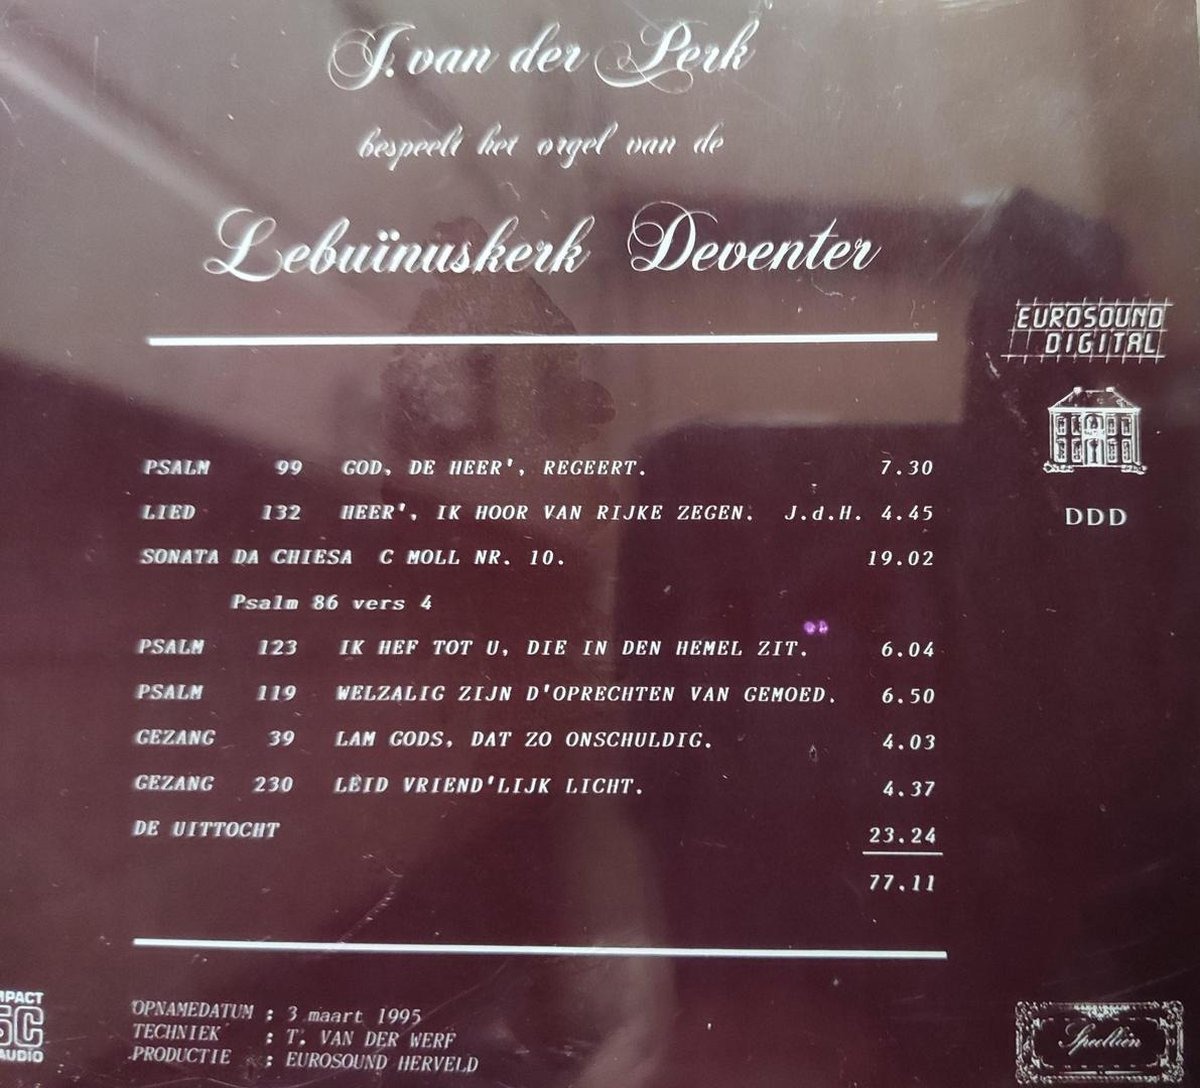 J. van der Perk
bespeelt het orgel van de
Lebuïnuskerk Deventer
EUROSOUND
DIGITAL
DDD
PSALM 99 GOD, DE HEER', REGEERT. 7.30
LIED 132 HEER', IK HOOR VAN RIJKE ZEGEN. J.d.H. 4.45
SONATA DA CHIESA C MOLL NR. 10. 19.02
Psalm 86 vers 4
PSALM 123 IK HEF TOT U, DIE IN DEN HEMEL ZIT. 6.04
PSALM 119 WELZALIG ZIJN D'OPRECHTEN VAN GEMOED. 6.50
GEZANG 39 LAM GODS, DAT ZO ONSCHULDIG. 4.03
GEZANG 230 LEID VRIEND'LIJK LICHT. 4.37
DE UITTOCHT 23.24
77.11
OPNAMEDATUM : 3 maart 1995
TECHNIEK : T. VAN DER WERF
PRODUCTIE : EUROSOUND HERVELD
MPACT
SC
AUDIO